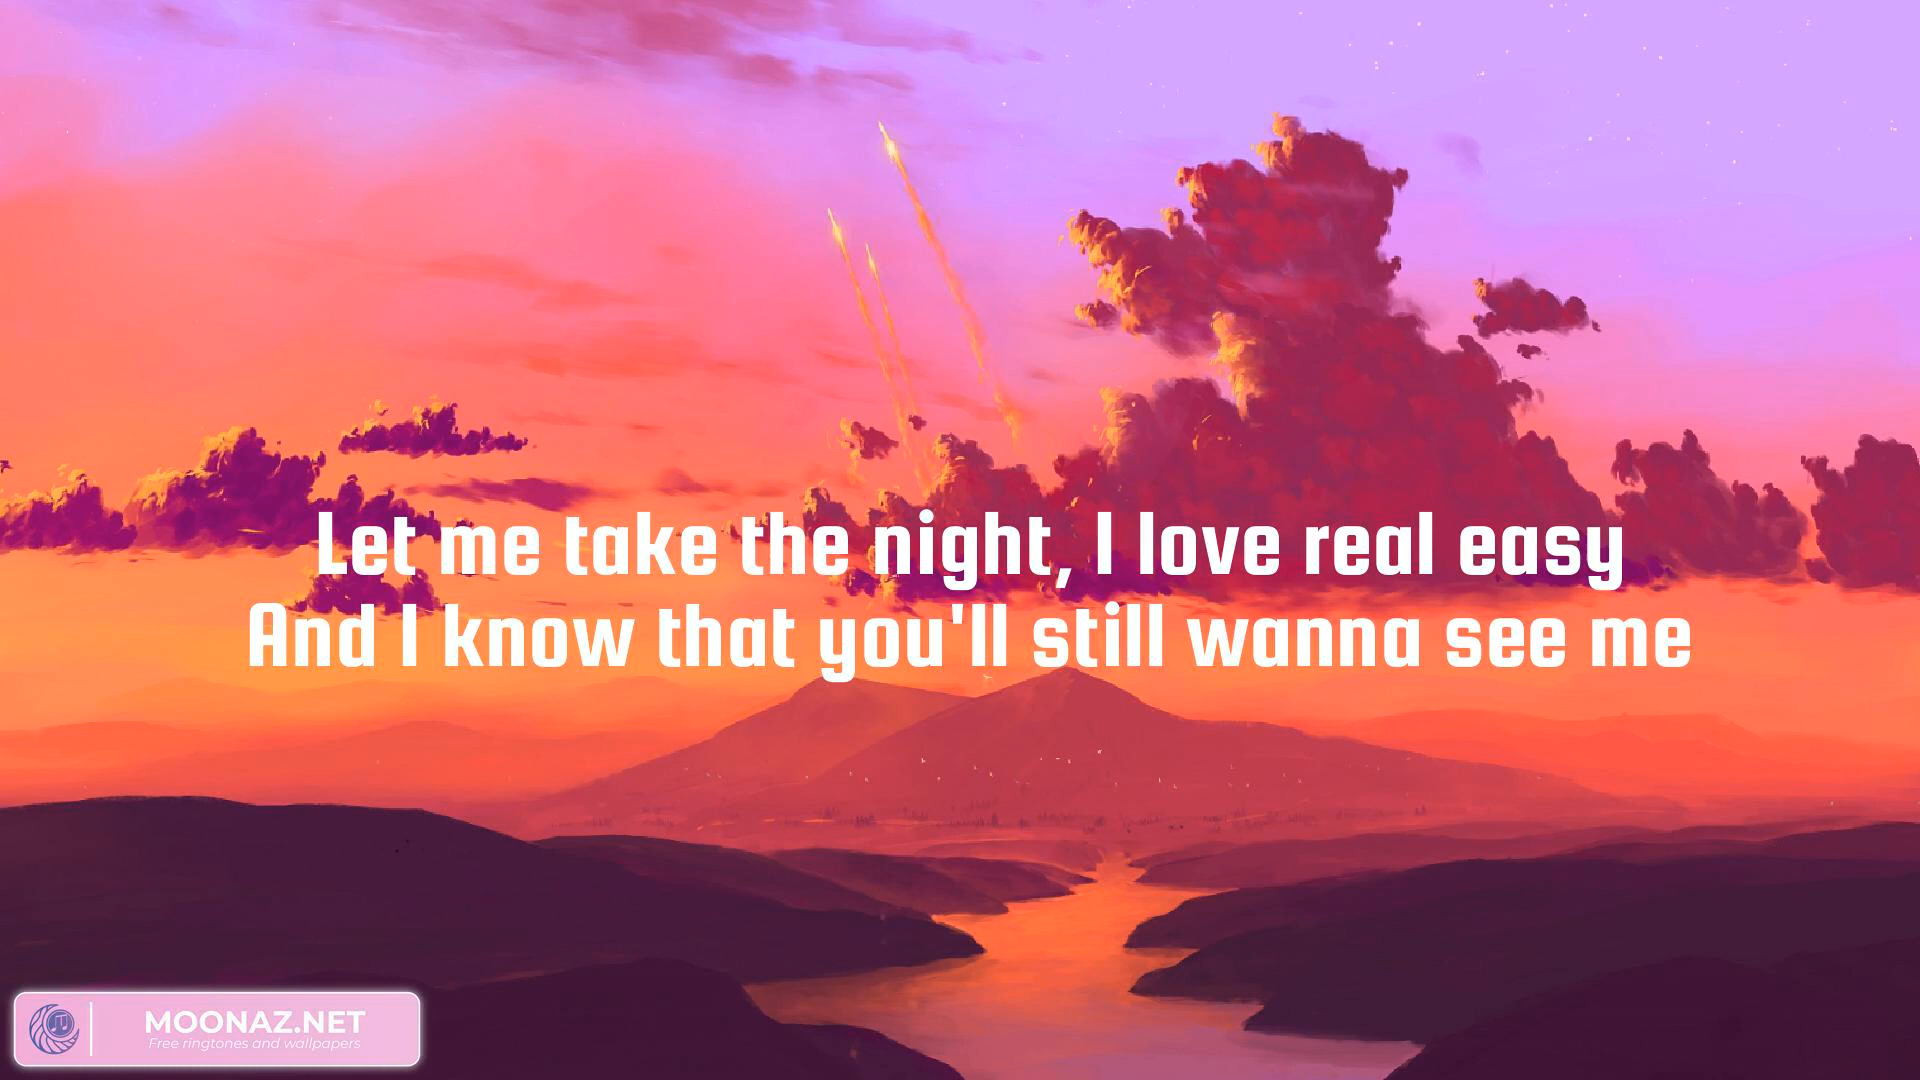 Let me take the night, I love real easy
And I know that you'll still wanna see me
MOONAZ.NET
Free ringtones and wallpapers